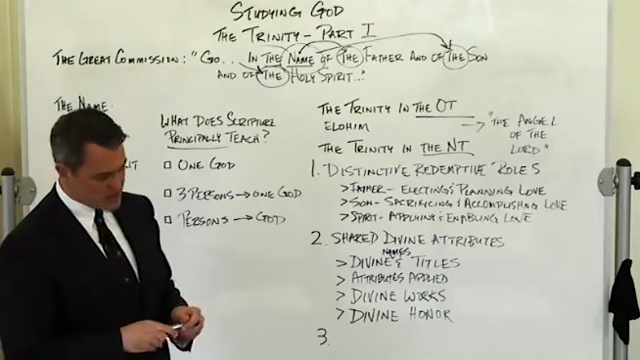 STUDYING GOD
THE TRINITY - PART I
THE GREAT COMMISSION: "GO... IN THE NAME OF THE FATHER AND OF THE SON
AND OF THE HOLY SPIRIT..."
THE NAME
WHAT DOES SCRIPTURE
PRINCIPALLY TEACH?
ONE GOD
3 PERSONS → ONE GOD
PERSONS → GOD
THE TRINITY IN THE OT
ELOHIM → "THE ANGEL
OF THE
LORD"
THE TRINITY IN THE NT
1. DISTINCTIVE REDEMPTIVE ROLES
> FATHER - ELECTING & PLANNING LOVE
> SON - SACRIFICING & ACCOMPLISHING LOVE
> SPIRIT - APPLYING & ENABLING LOVE
2. SHARED DIVINE ATTRIBUTES
> DIVINE NAMES & TITLES
> ATTRIBUTES APPLIED
> DIVINE WORKS
> DIVINE HONOR
3.